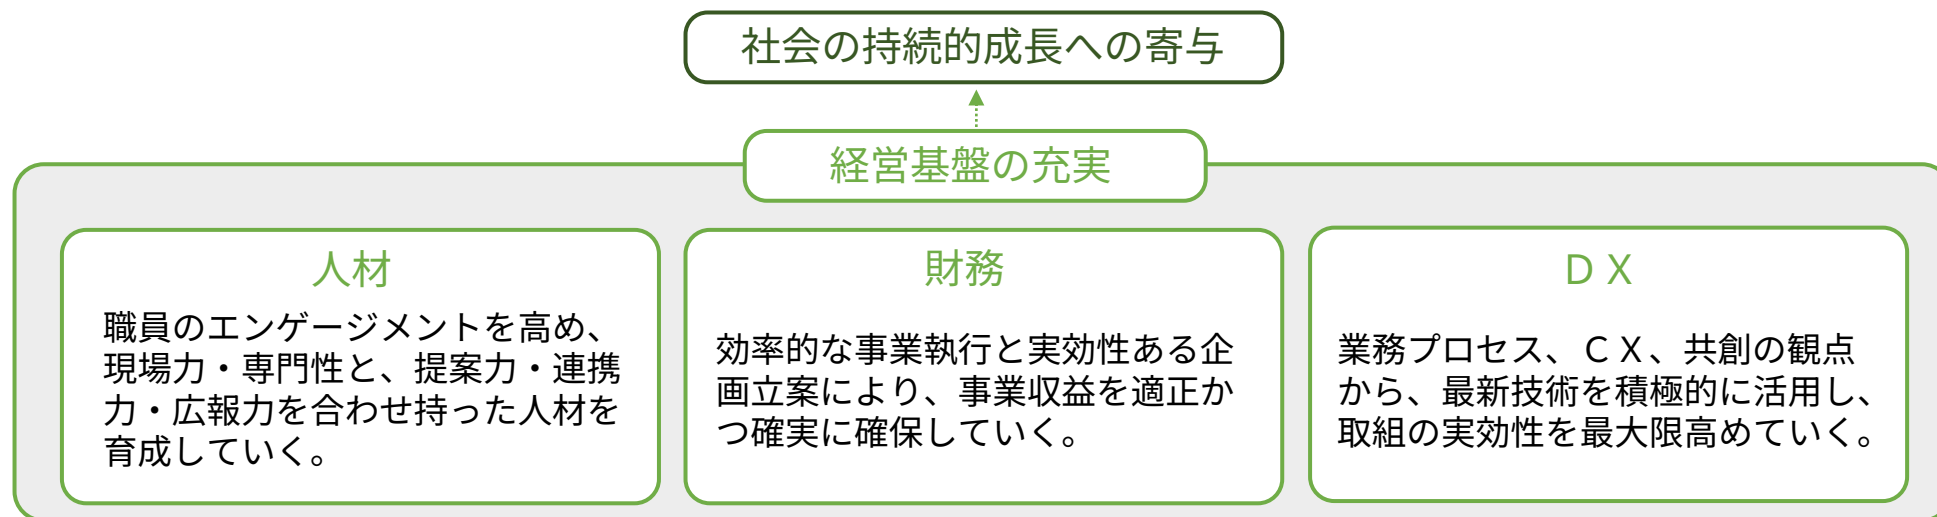 社会の持続的成長への寄与
経営基盤の充実
人材
職員のエンゲージメントを高め、
現場力・専門性と、提案力・連携
力・広報力を合わせ持った人材を
育成していく。
財務
効率的な事業執行と実効性ある企
画立案により、事業収益を適正か
つ確実に確保していく。
ＤＸ
業務プロセス、ＣＸ、共創の観点
から、最新技術を積極的に活用し、
取組の実効性を最大限高めていく。